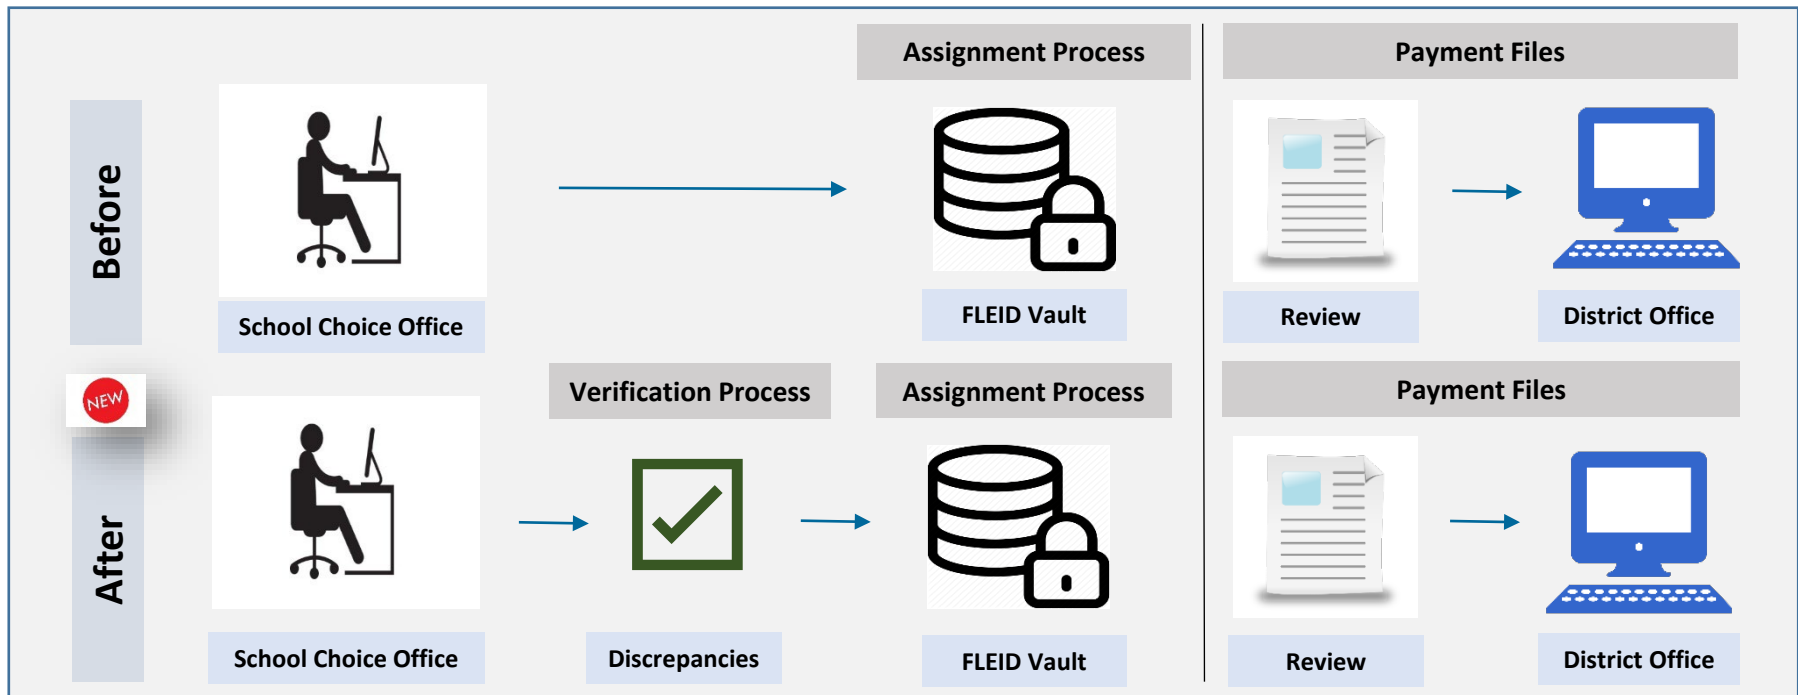 Assignment Process
Payment Files
Before
School Choice Office
FLEID Vault
Review
District Office
NEW
Verification Process
Assignment Process
Payment Files
After
School Choice Office
Discrepancies
FLEID Vault
Review
District Office